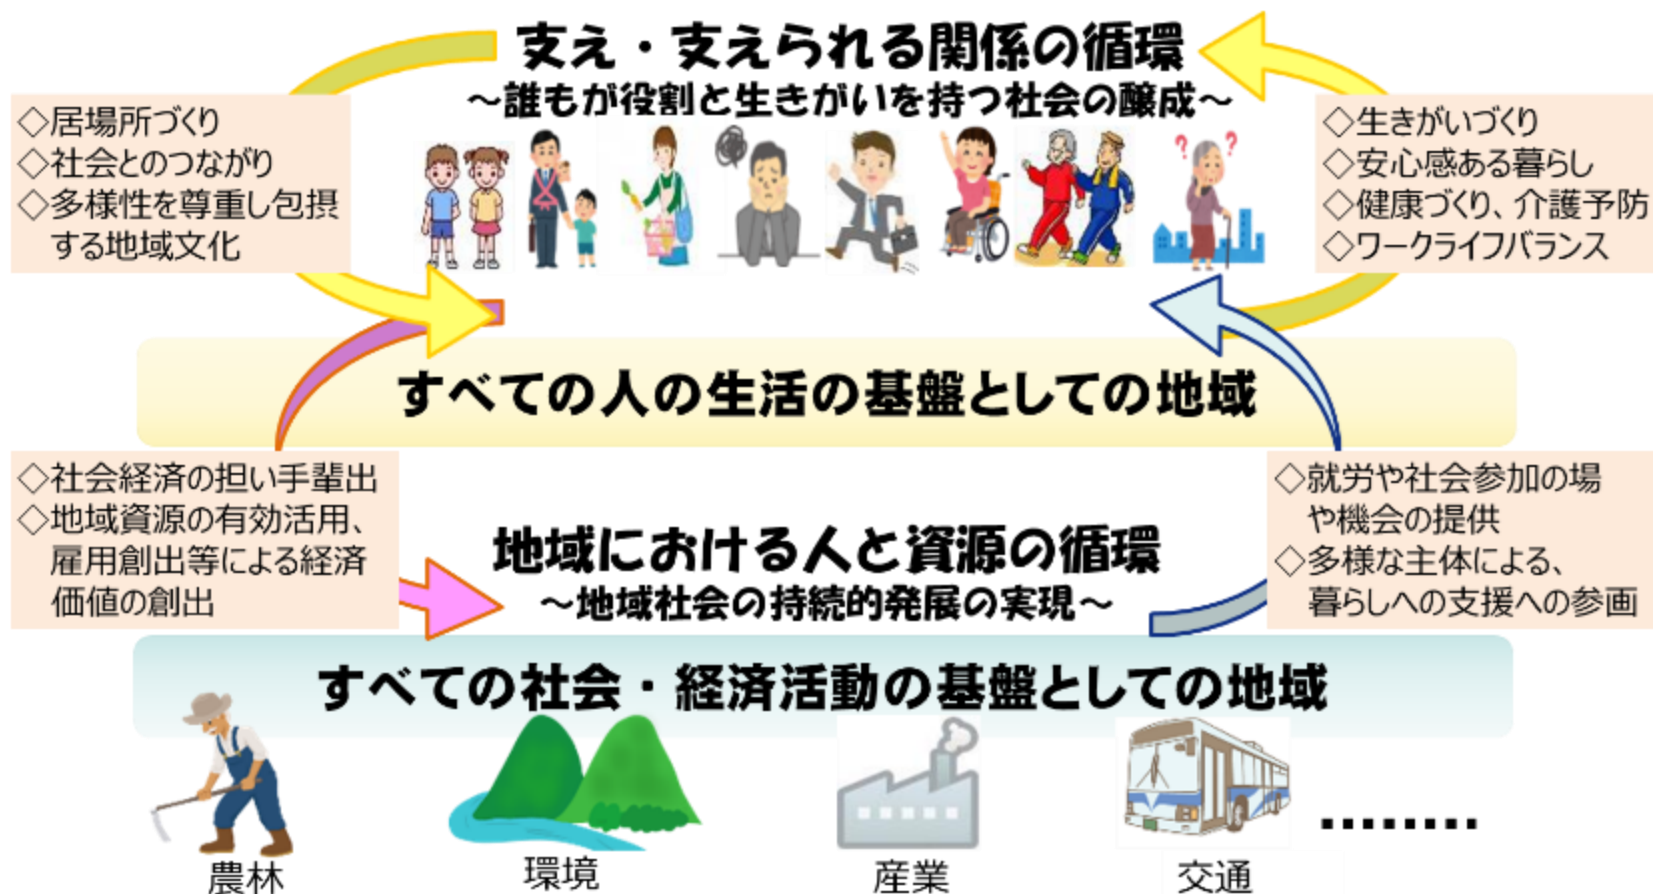 支え・支えられる関係の循環
～誰もが役割と生きがいを持つ社会の醸成～
◇居場所づくり
◇社会とのつながり
◇多様性を尊重し包摂
する地域文化
◇生きがいづくり
◇安心感ある暮らし
◇健康づくり、介護予防
◇ワークライフバランス
? ?
すべての人の生活の基盤としての地域
◇社会経済の担い手輩出
◇地域資源の有効活用、
雇用創出等による経済
価値の創出
地域における人と資源の循環
～地域社会の持続的発展の実現～
◇就労や社会参加の場
や機会の提供
◇多様な主体による、
暮らしへの支援への参画
すべての社会・経済活動の基盤としての地域
農林
環境
産業
交通
………